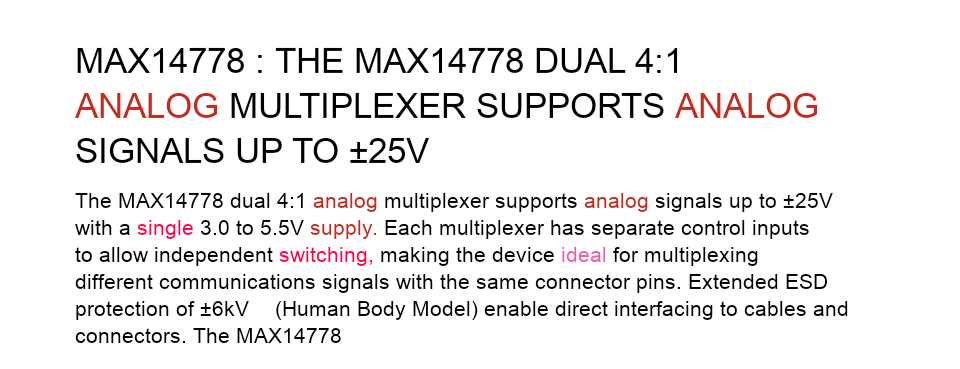 MAX14778 : THE MAX14778 DUAL 4:1
ANALOG MULTIPLEXER SUPPORTS ANALOG
SIGNALS UP TO ±25V
The MAX14778 dual 4:1 analog multiplexer supports analog signals up to ±25V
with a single 3.0 to 5.5V supply. Each multiplexer has separate control inputs
to allow independent switching, making the device ideal for multiplexing
different communications signals with the same connector pins. Extended ESD
protection of ±6kV (Human Body Model) enable direct interfacing to cables and
connectors. The MAX14778